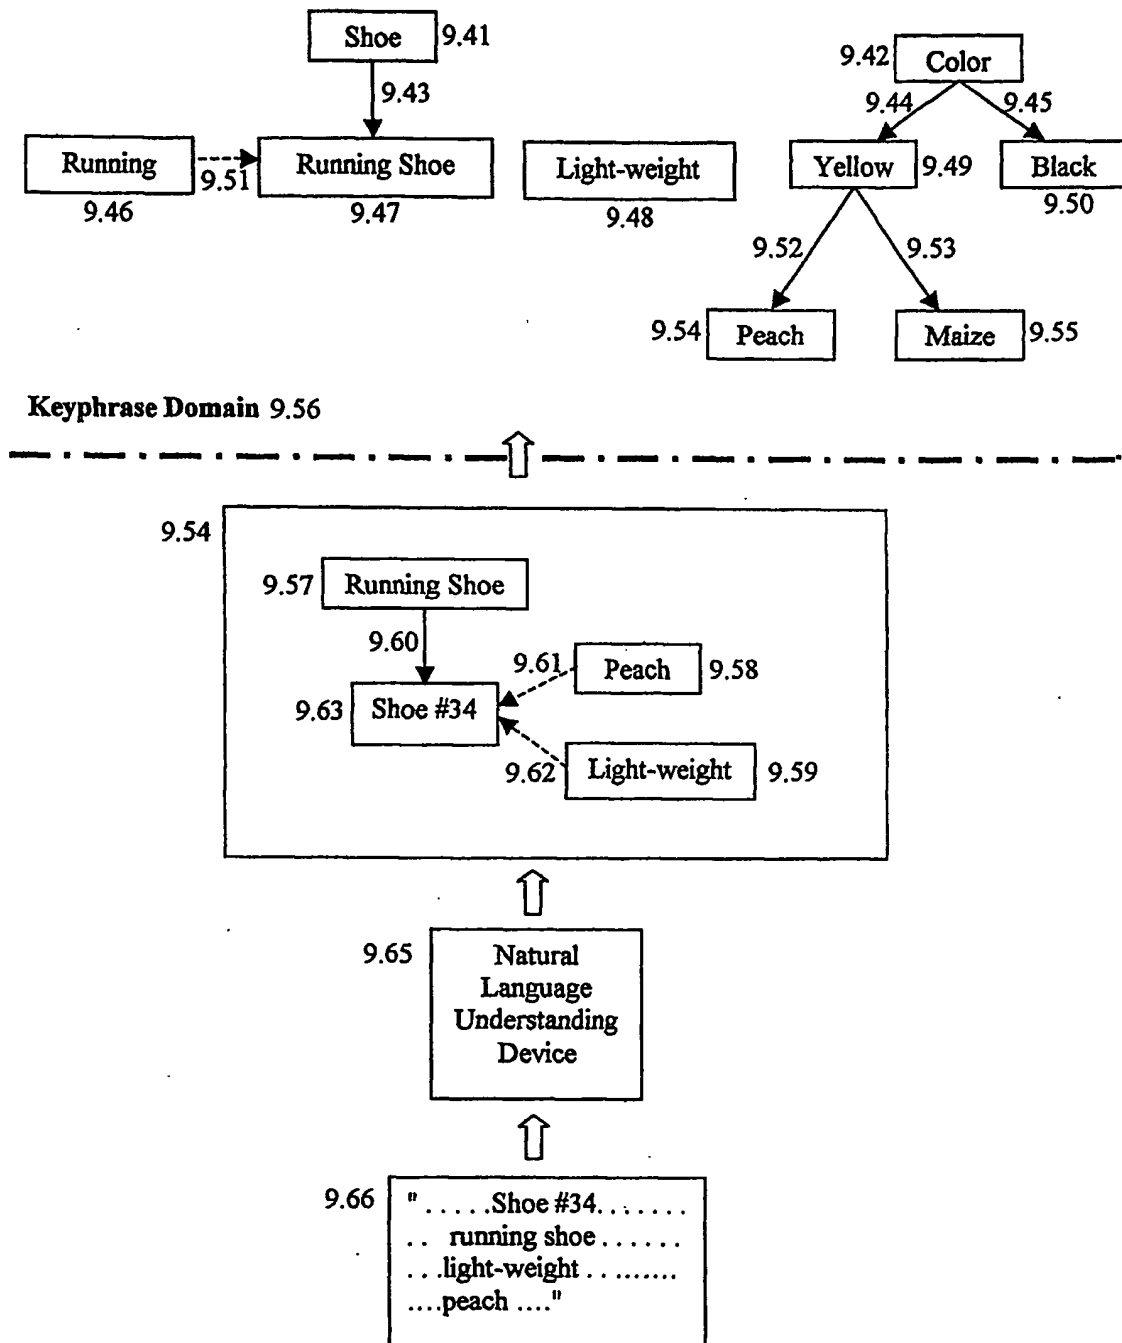 Shoe 9.41
9.42 Color
9.43
9.44 9.45
Running 9.51 Running Shoe Light-weight Yellow 9.49 Black
9.46 9.47 9.48 9.50
9.52 9.53
9.54 Peach Maize 9.55
Keyphrase Domain 9.56
9.54
9.57 Running Shoe
9.60
9.61 Peach 9.58
9.63 Shoe #34
9.62 Light-weight 9.59
9.65 Natural
Language
Understanding
Device
9.66 " . . . . .Shoe #34. . . . . . .
. . running shoe . . . . . .
. . .light-weight . . .........
....peach ...."